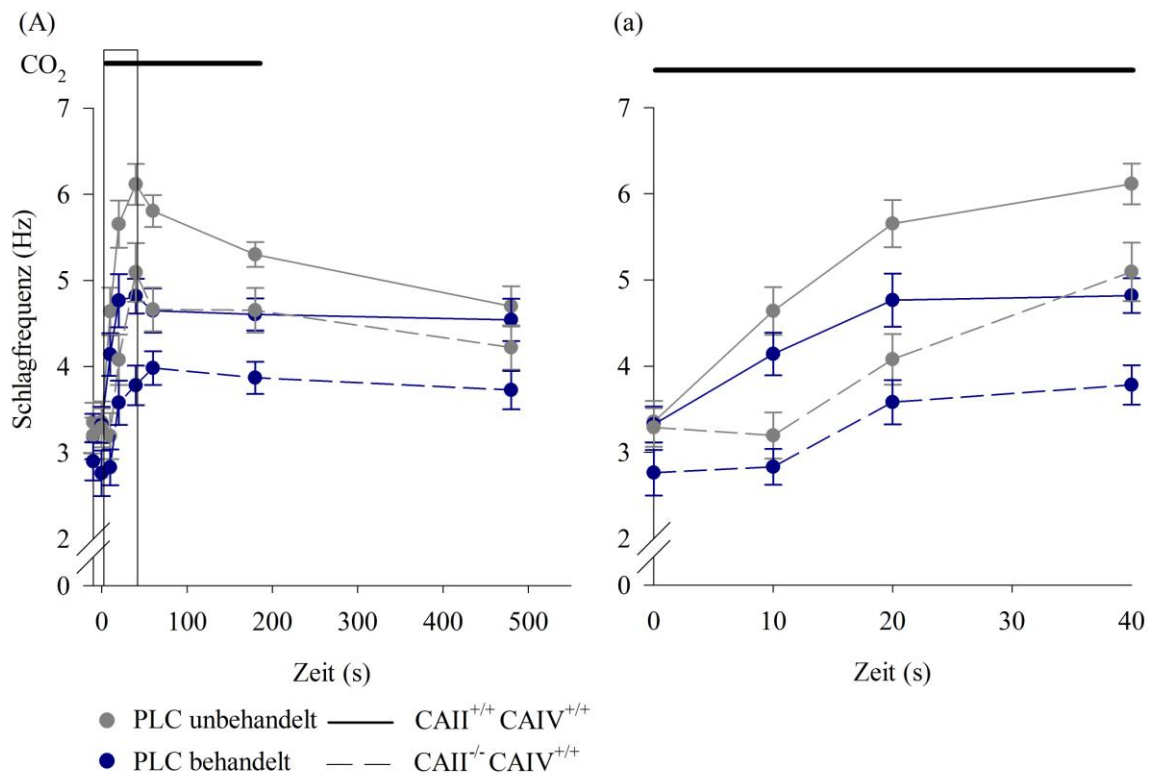 (A)
CO2
7
6
5
4
3
2
0
Schlagfrequenz (Hz)
0 100 200 300 400 500
Zeit (s)
(a)
7
6
5
4
3
2
0
0 10 20 30 40
Zeit (s)
PLC unbehandelt CAII+/+ CAIV+/+
PLC behandelt CAII-/- CAIV+/+